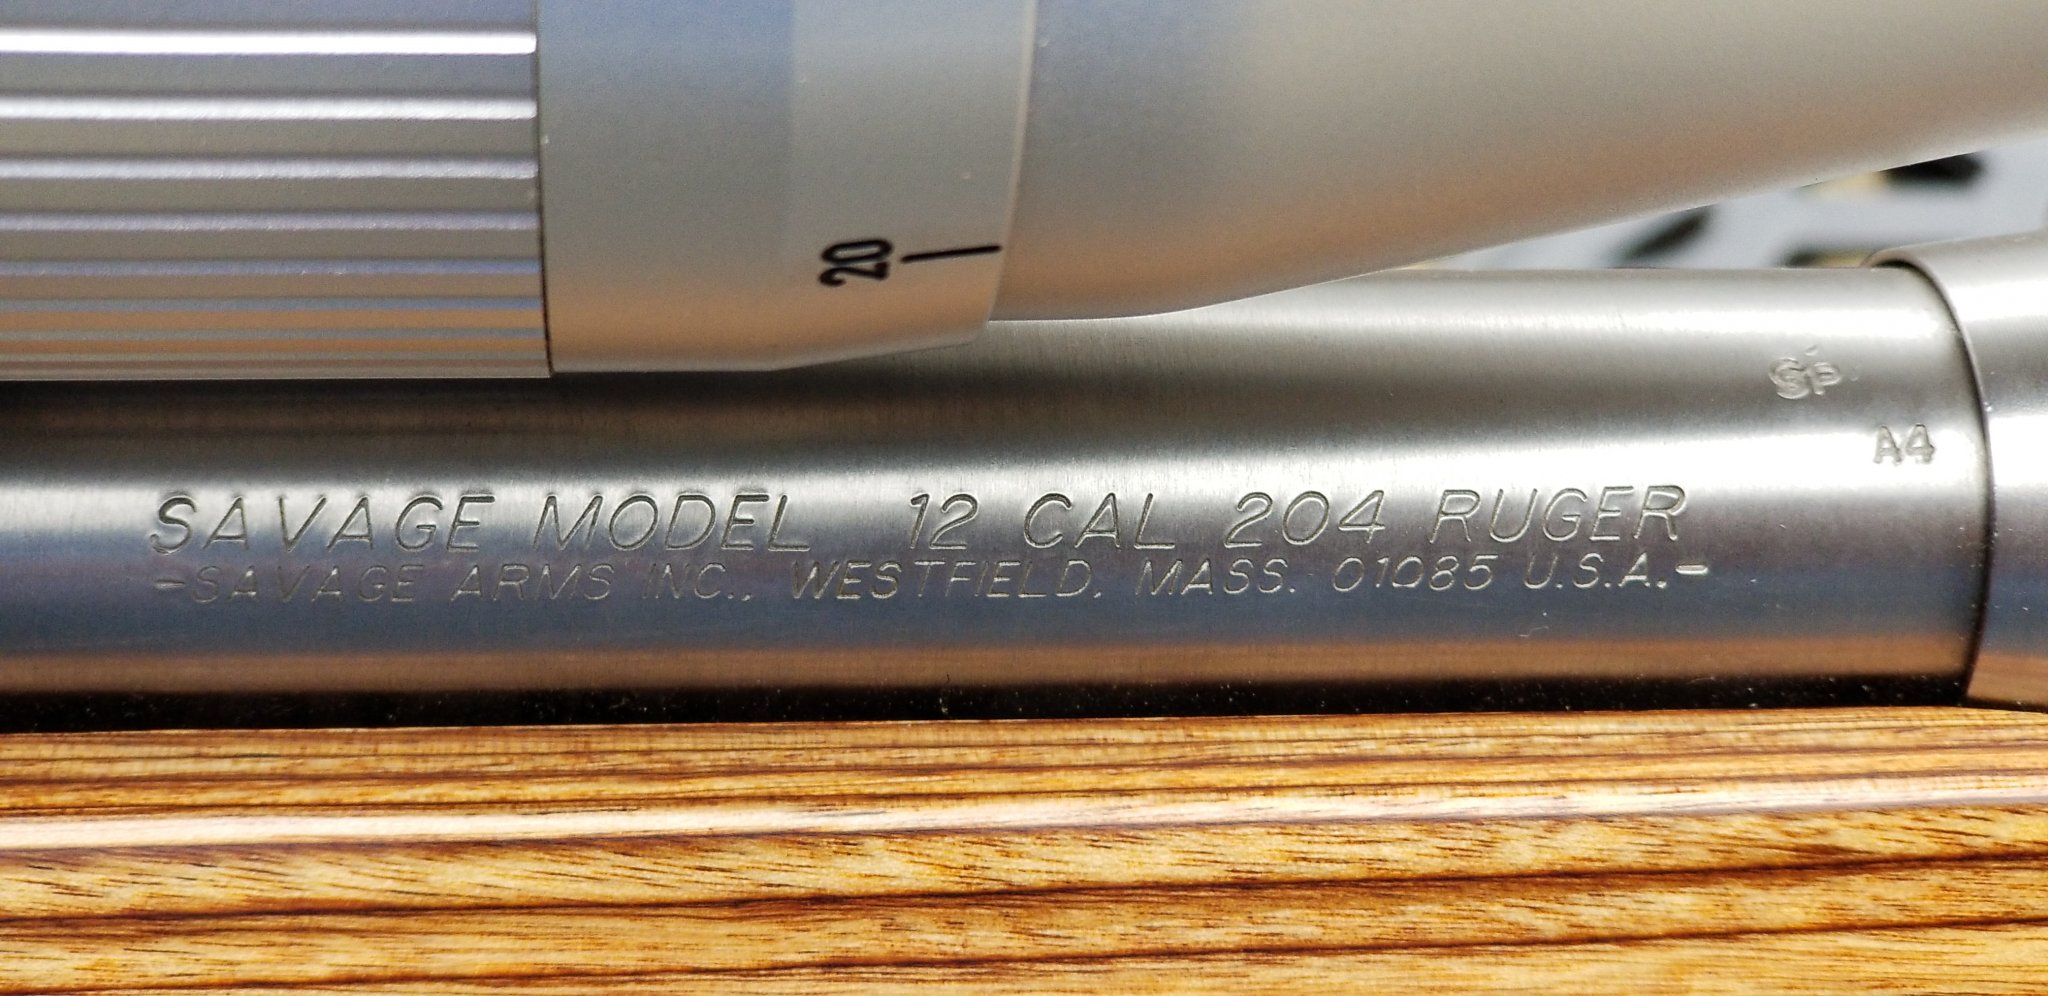 20
SP
A4
SAVAGE MODEL 12 CAL 204 RUGER
-SAVAGE ARMS INC., WESTFIELD, MASS. 01085 U.S.A.-